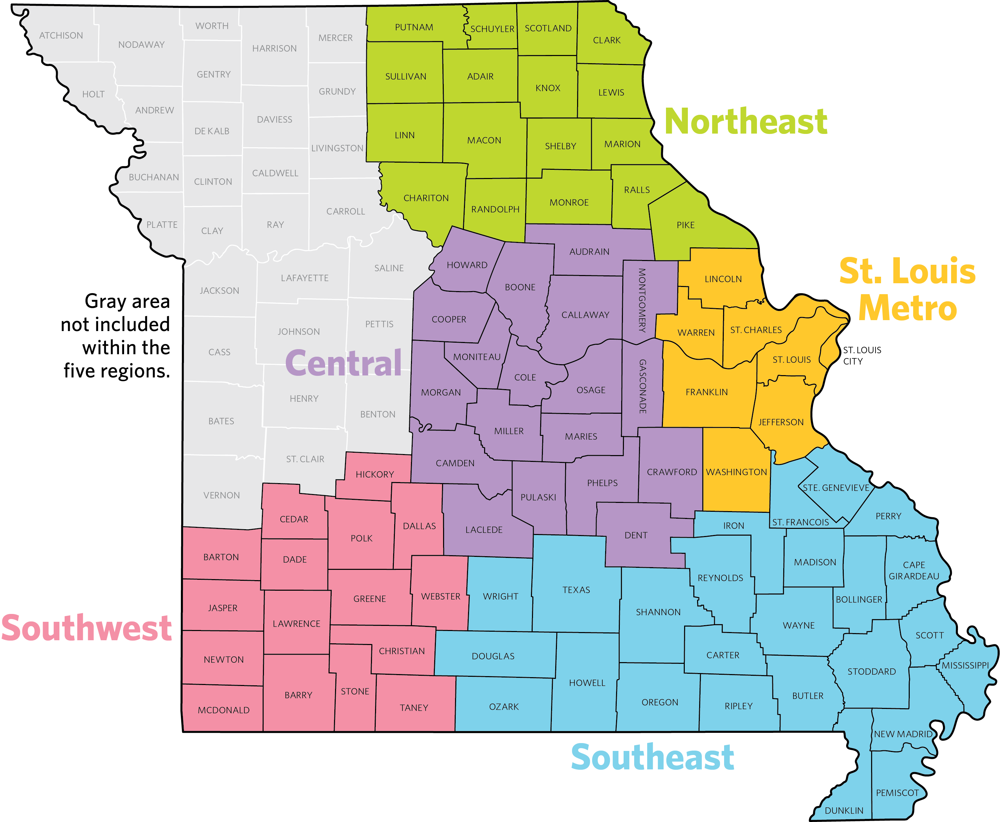 ATCHISON
NODAWAY
WORTH
HARRISON
MERCER
PUTNAM
SCHUYLER
SCOTLAND
CLARK
HOLT
ANDREW
GENTRY
GRUNDY
SULLIVAN
ADAIR
KNOX
LEWIS
DE KALB
DAVIESS
LIVINGSTON
LINN
MACON
SHELBY
MARION
Northeast
BUCHANAN
CLINTON
CALDWELL
CARROLL
CHARITON
RANDOLPH
MONROE
RALLS
PIKE
PLATTE
CLAY
RAY
SALINE
HOWARD
BOONE
AUDRAIN
MONTGOMERY
LINCOLN
St. Louis
Metro
Gray area
not included
within the
five regions.
JACKSON
LAFAYETTE
COOPER
CALLAWAY
WARREN
ST. CHARLES
ST. LOUIS
ST. LOUIS
CITY
CASS
JOHNSON
PETTIS
Central
MONITEAU
COLE
OSAGE
GASCONADE
FRANKLIN
JEFFERSON
BATES
HENRY
BENTON
MORGAN
MILLER
MARIES
VERNON
ST. CLAIR
HICKORY
CAMDEN
PULASKI
PHELPS
CRAWFORD
WASHINGTON
STE. GENEVIEVE
CEDAR
POLK
DALLAS
LACLEDE
DENT
IRON
ST. FRANCOIS
PERRY
BARTON
DADE
GREENE
WEBSTER
WRIGHT
TEXAS
SHANNON
REYNOLDS
MADISON
BOLLINGER
CAPE
GIRARDEAU
Southwest
JASPER
LAWRENCE
CHRISTIAN
DOUGLAS
CARTER
WAYNE
SCOTT
NEWTON
BARRY
STONE
HOWELL
STODDARD
MISSISSIPPI
MCDONALD
TANEY
OZARK
OREGON
RIPLEY
BUTLER
NEW MADRID
Southeast
PEMISCOT
DUNKLIN